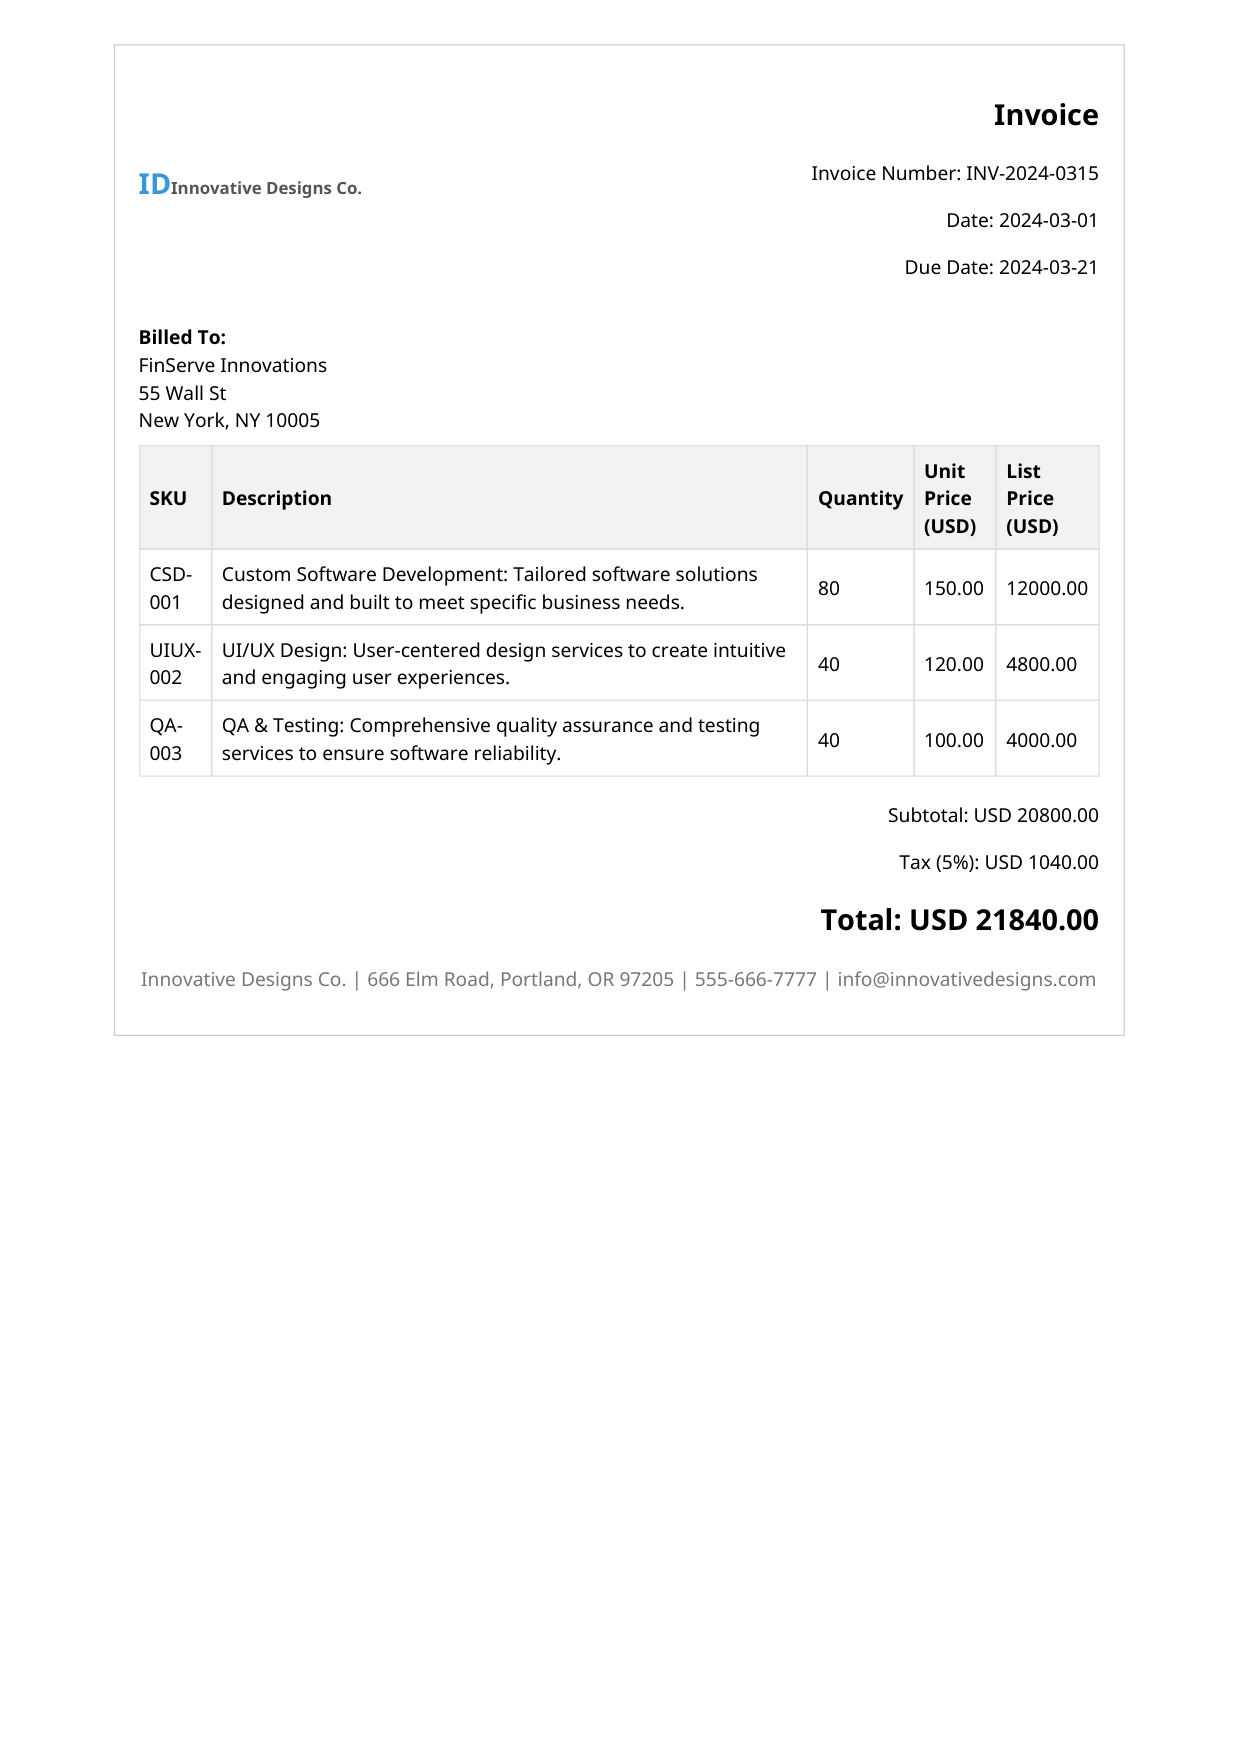 Invoice
IDInnovative Designs Co.
Invoice Number: INV-2024-0315
Date: 2024-03-01
Due Date: 2024-03-21
Billed To:
FinServe Innovations
55 Wall St
New York, NY 10005
SKU Description Quantity Unit Price (USD) List Price (USD)
CSD-001 Custom Software Development: Tailored software solutions designed and built to meet specific business needs. 80 150.00 12000.00
UIUX-002 UI/UX Design: User-centered design services to create intuitive and engaging user experiences. 40 120.00 4800.00
QA-003 QA & Testing: Comprehensive quality assurance and testing services to ensure software reliability. 40 100.00 4000.00
Subtotal: USD 20800.00
Tax (5%): USD 1040.00
Total: USD 21840.00
Innovative Designs Co. | 666 Elm Road, Portland, OR 97205 | 555-666-7777 | info@innovativedesigns.com